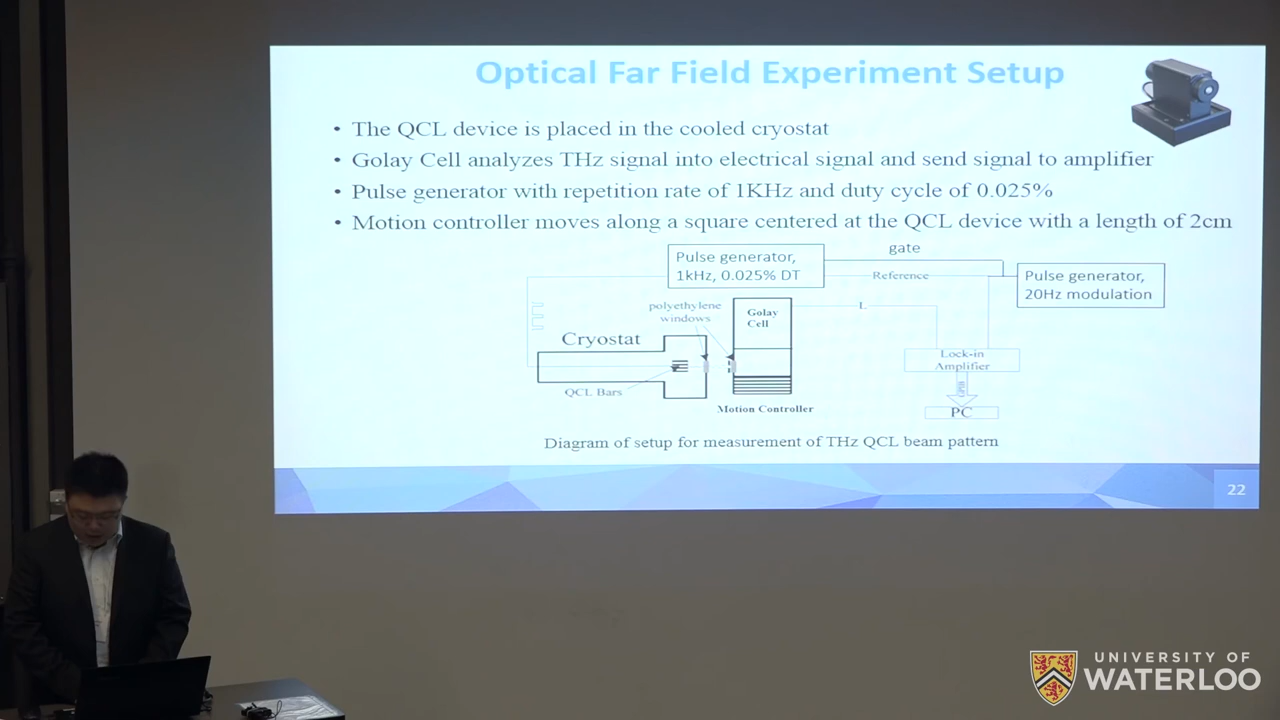 Optical Far Field Experiment Setup
• The QCL device is placed in the cooled cryostat
• Golay Cell analyzes THz signal into electrical signal and send signal to amplifier
• Pulse generator with repetition rate of 1KHz and duty cycle of 0.025%
• Motion controller moves along a square centered at the QCL device with a length of 2cm
gate
Pulse generator,
1kHz, 0.025% DT
Reference
Pulse generator,
20Hz modulation
polyethylene
windows
L
Golay
Cell
Cryostat
Lock-in
Amplifier
QCL Bars
Motion Controller
PC
Diagram of setup for measurement of THz QCL beam pattern
22
UNIVERSITY OF
WATERLOO